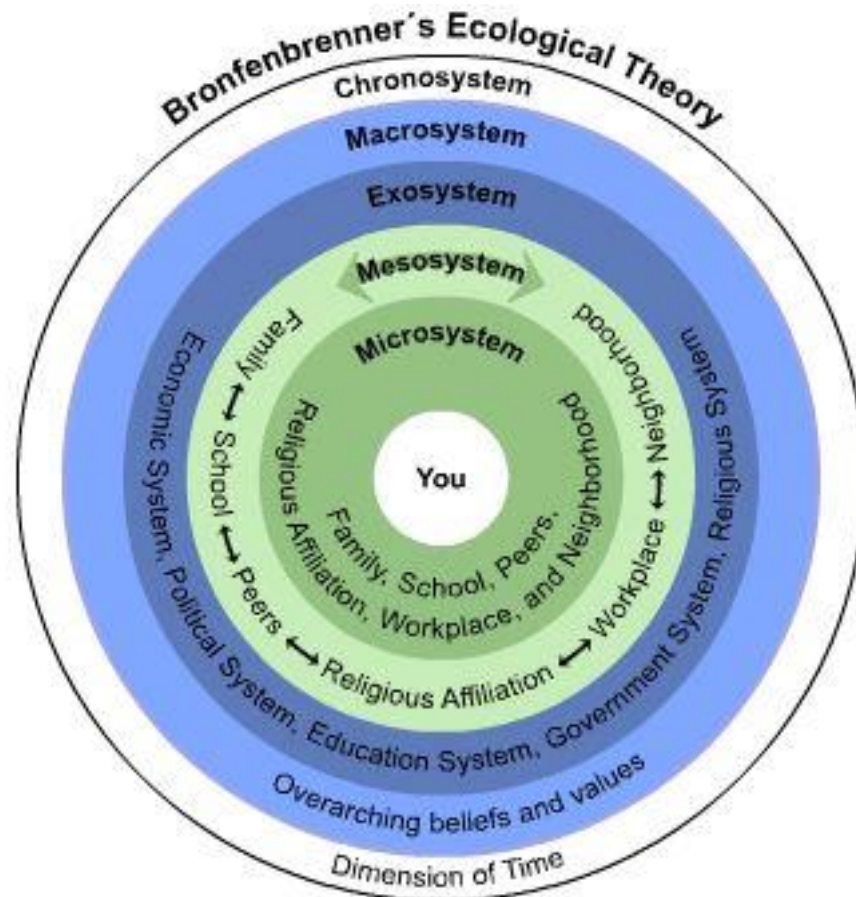 Bronfenbrenner´s Ecological Theory
Chronosystem
Macrosystem
Exosystem
Mesosystem
Microsystem
You
Family, School, Peers,
Religious Affiliation, Workplace, and Neighborhood
Family ↔ School ↔ Peers ↔ Religious Affiliation ↔ Workplace ↔ Neighborhood
Economic System, Political System, Education System, Government System, Religious System
Overarching beliefs and values
Dimension of Time